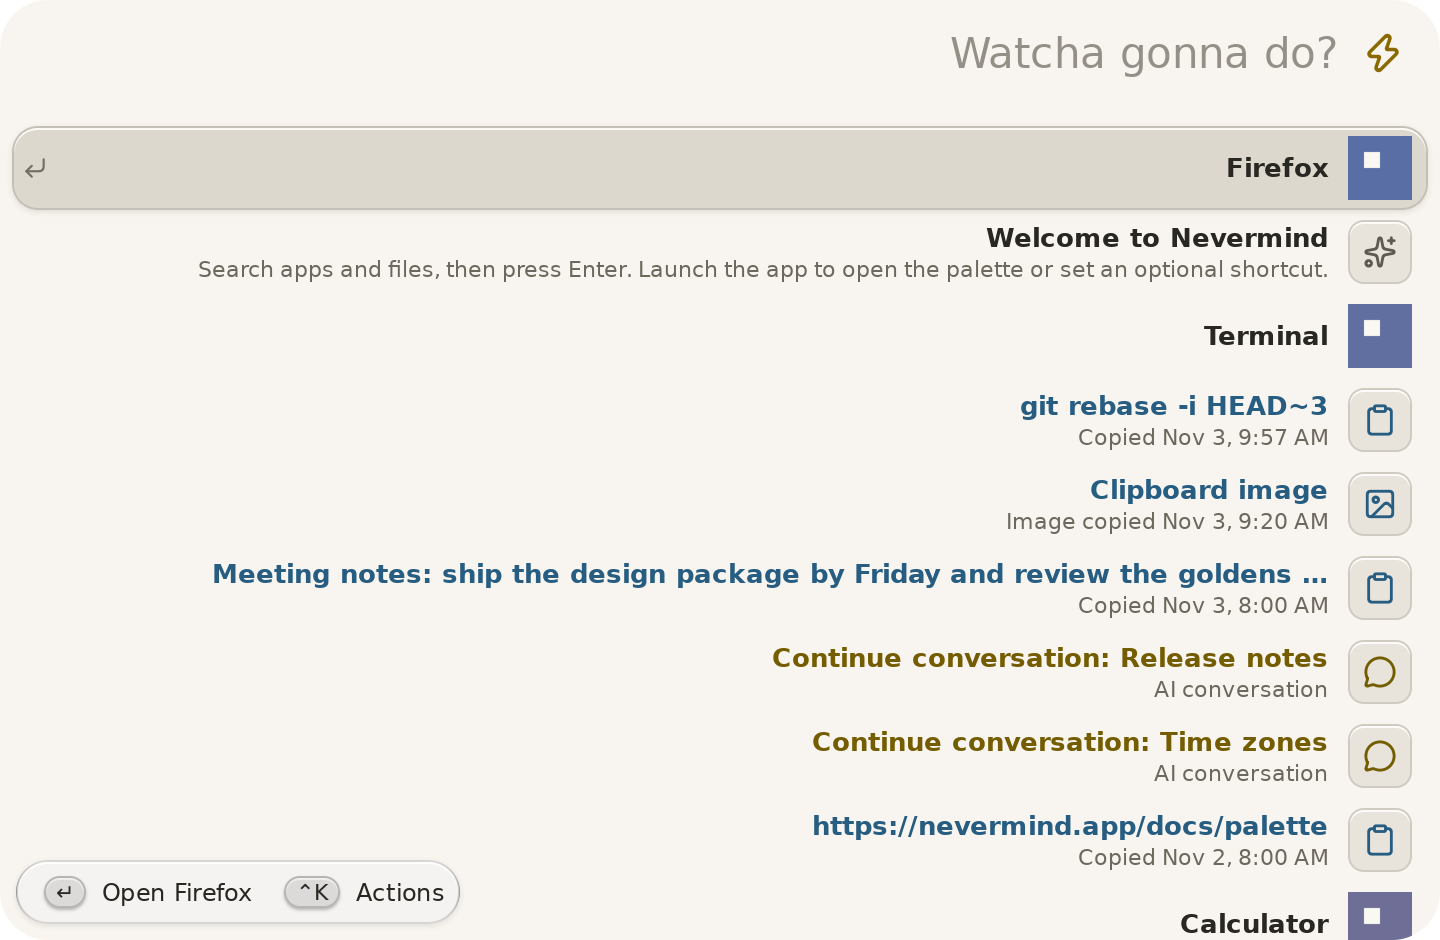 Watcha gonna do?
Firefox
Welcome to Nevermind
Search apps and files, then press Enter. Launch the app to open the palette or set an optional shortcut.
Terminal
git rebase -i HEAD~3
Copied Nov 3, 9:57 AM
Clipboard image
Image copied Nov 3, 9:20 AM
Meeting notes: ship the design package by Friday and review the goldens …
Copied Nov 3, 8:00 AM
Continue conversation: Release notes
AI conversation
Continue conversation: Time zones
AI conversation
https://nevermind.app/docs/palette
Copied Nov 2, 8:00 AM
Calculator
↵ Open Firefox ^K Actions